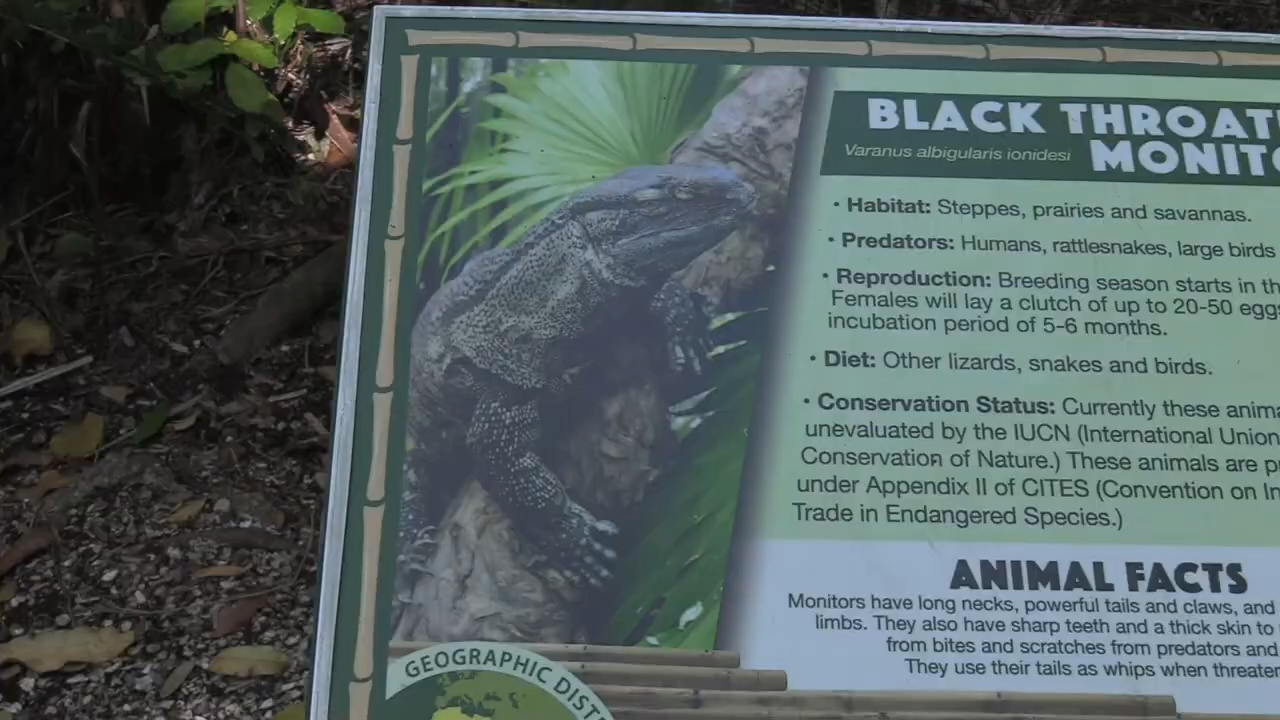 BLACK THROAT
Varanus albigularis ionidesi
MONITO
• Habitat: Steppes, prairies and savannas.
• Predators: Humans, rattlesnakes, large birds
• Reproduction: Breeding season starts in th
Females will lay a clutch of up to 20-50 eggs
incubation period of 5-6 months.
• Diet: Other lizards, snakes and birds.
• Conservation Status: Currently these anima
unevaluated by the IUCN (International Union
Conservation of Nature.) These animals are p
under Appendix II of CITES (Convention on In
Trade in Endangered Species.)
ANIMAL FACTS
Monitors have long necks, powerful tails and claws, and
limbs. They also have sharp teeth and a thick skin to
from bites and scratches from predators and
They use their tails as whips when threaten
GEOGRAPHIC DIST